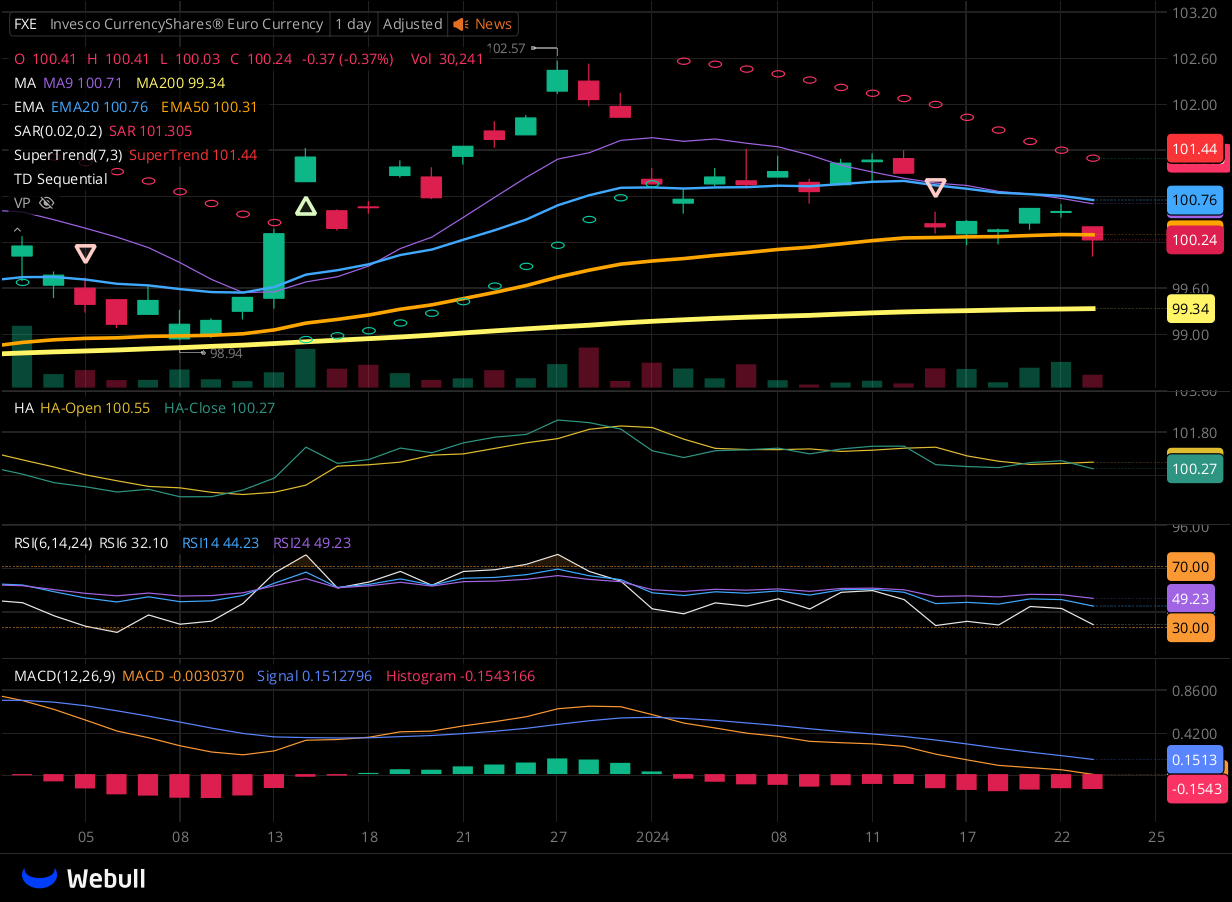 FXE Invesco CurrencyShares® Euro Currency 1 day Adjusted News
103.20
102.57
O 100.41 H 100.41 L 100.03 C 100.24 -0.37 (-0.37%) Vol 30,241
102.60
MA MA9 100.71 MA200 99.34
EMA EMA20 100.76 EMA50 100.31
102.00
SAR(0.02,0.2) SAR 101.305
SuperTrend(7,3) SuperTrend 101.44
101.44
TD Sequential
VP
100.76
100.24
99.60
99.34
99.00
98.94
HA HA-Open 100.55 HA-Close 100.27
101.80
100.27
96.00
RSI(6,14,24) RSI6 32.10 RSI14 44.23 RSI24 49.23
70.00
49.23
30.00
MACD(12,26,9) MACD -0.0030370 Signal 0.1512796 Histogram -0.1543166
0.8600
0.4200
0.1513
-0.1543
05 08 13 18 21 27 2024 08 11 17 22 25
Webull